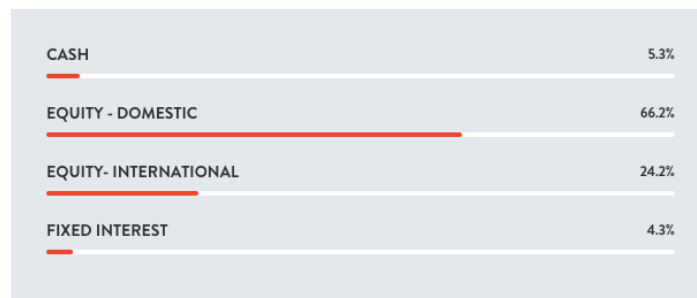 CASH 5.3%
EQUITY - DOMESTIC 66.2%
EQUITY- INTERNATIONAL 24.2%
FIXED INTEREST 4.3%